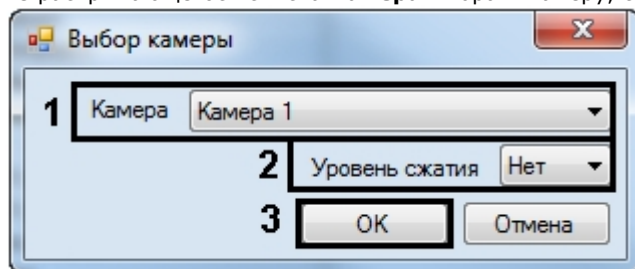 Выбор камеры
1 Камера Камера 1
2 Уровень сжатия Нет
3 OK Отмена